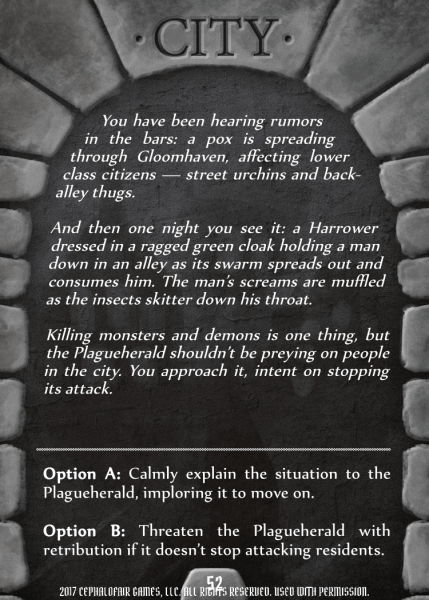 · CITY ·
You have been hearing rumors
in the bars: a pox is spreading
through Gloomhaven, affecting lower
class citizens — street urchins and back-
alley thugs.
And then one night you see it: a Harrower
dressed in a ragged green cloak holding a man
down in an alley as its swarm spreads out and
consumes him. The man's screams are muffled
as the insects skitter down his throat.
Killing monsters and demons is one thing, but
the Plagueherald shouldn't be preying on people
in the city. You approach it, intent on stopping
its attack.
Option A: Calmly explain the situation to the
Plagueherald, imploring it to move on.
Option B: Threaten the Plagueherald with
retribution if it doesn't stop attacking residents.
52
2017 CEPHALOFAIR GAMES, LLC. ALL RIGHTS RESERVED. USED WITH PERMISSION.